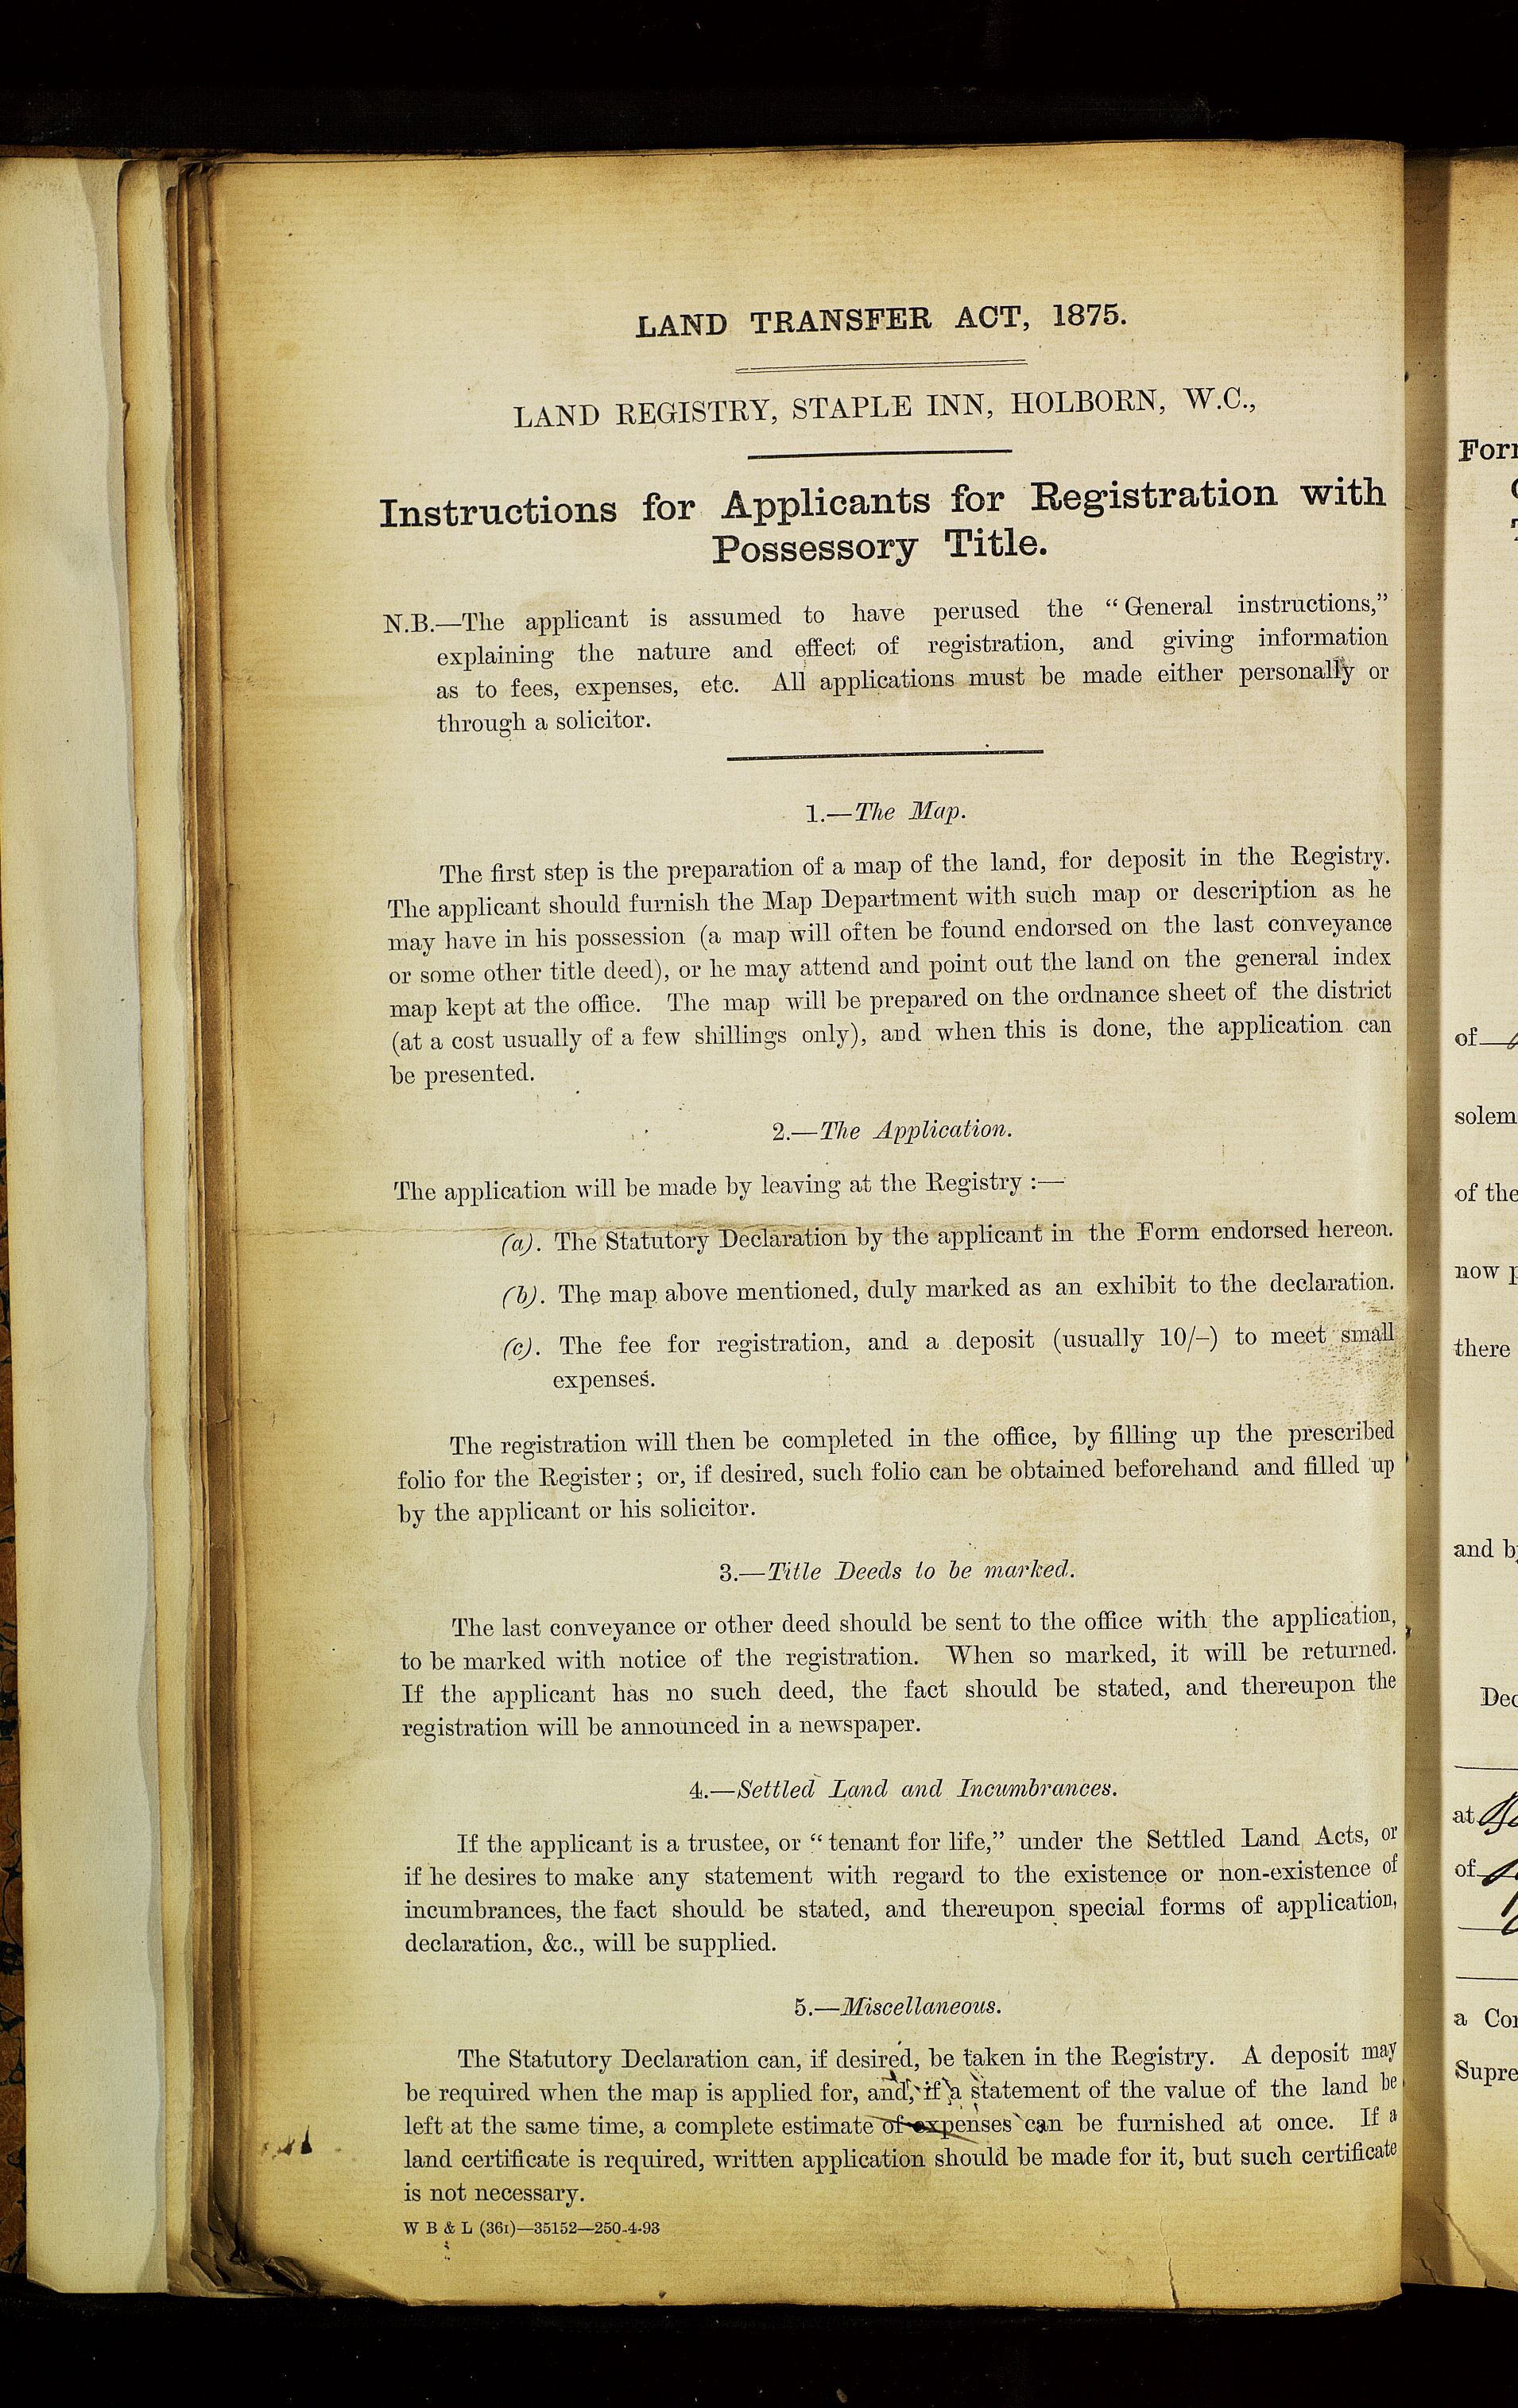 LAND TRANSFER ACT, 1875.
LAND REGISTRY, STAPLE INN, HOLBORN, W.C.,
Instructions for Applicants for Registration with
Possessory Title.
N.B.—The applicant is assumed to have perused the “General instructions,”
explaining the nature and effect of registration, and giving information
as to fees, expenses, etc. All applications must be made either personally or
through a solicitor.
1.—The Map.
The first step is the preparation of a map of the land, for deposit in the Registry.
The applicant should furnish the Map Department with such map or description as he
may have in his possession (a map will often be found endorsed on the last conveyance
or some other title deed), or he may attend and point out the land on the general index
map kept at the office. The map will be prepared on the ordnance sheet of the district
(at a cost usually of a few shillings only), and when this is done, the application can
be presented.
2.—The Application.
The application will be made by leaving at the Registry :—
(a). The Statutory Declaration by the applicant in the Form endorsed hereon.
(b). The map above mentioned, duly marked as an exhibit to the declaration.
(c). The fee for registration, and a deposit (usually 10/–) to meet small
expenses.
The registration will then be completed in the office, by filling up the prescribed
folio for the Register; or, if desired, such folio can be obtained beforehand and filled up
by the applicant or his solicitor.
3.—Title Deeds to be marked.
The last conveyance or other deed should be sent to the office with the application,
to be marked with notice of the registration. When so marked, it will be returned.
If the applicant has no such deed, the fact should be stated, and thereupon the
registration will be announced in a newspaper.
4.—Settled Land and Incumbrances.
If the applicant is a trustee, or “tenant for life,” under the Settled Land Acts, or
if he desires to make any statement with regard to the existence or non-existence of
incumbrances, the fact should be stated, and thereupon special forms of application,
declaration, &c., will be supplied.
5.—Miscellaneous.
The Statutory Declaration can, if desired, be taken in the Registry. A deposit may
be required when the map is applied for, and, if a statement of the value of the land be
left at the same time, a complete estimate of expenses can be furnished at once. If a
land certificate is required, written application should be made for it, but such certificate
is not necessary.
W B & L (361)—35152—250-4-93
of
solem
of the
now
there
and
at
of
a
Supre